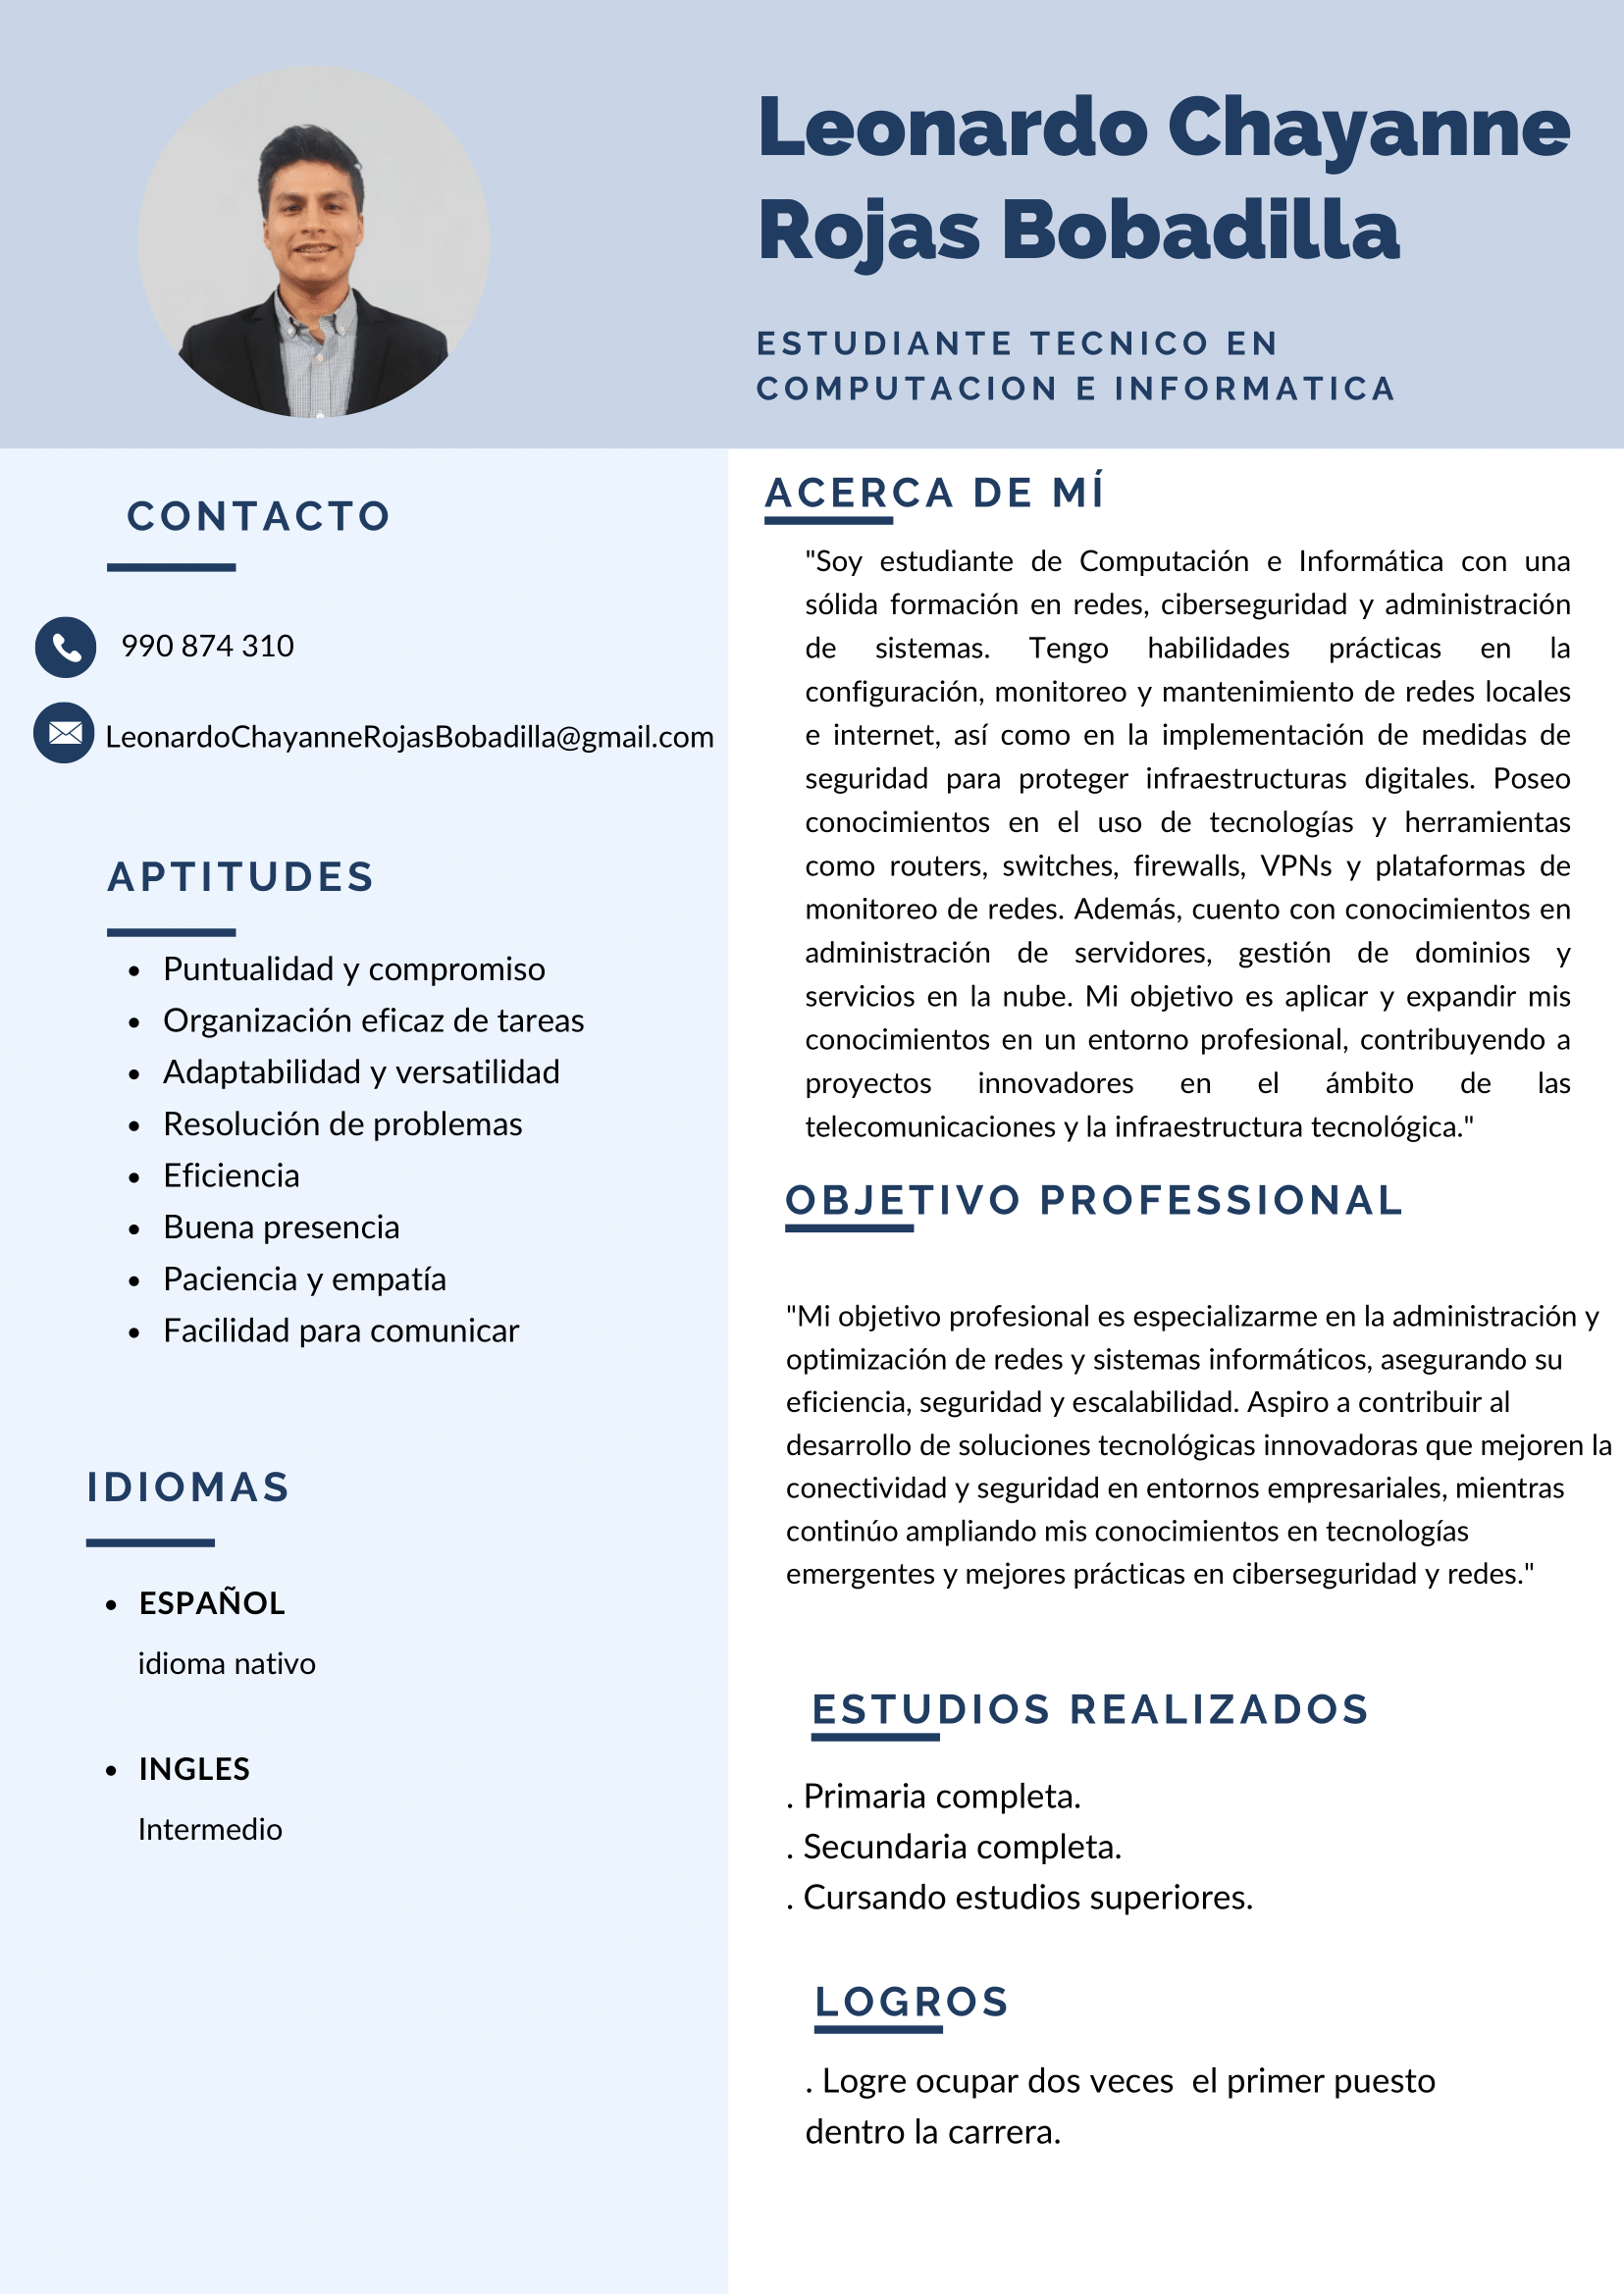 Leonardo Chayanne
Rojas Bobadilla
ESTUDIANTE TECNICO EN
COMPUTACION E INFORMATICA
CONTACTO
990 874 310
LeonardoChayanneRojasBobadilla@gmail.com
APTITUDES
• Puntualidad y compromiso
• Organización eficaz de tareas
• Adaptabilidad y versatilidad
• Resolución de problemas
• Eficiencia
• Buena presencia
• Paciencia y empatía
• Facilidad para comunicar
IDIOMAS
• ESPAÑOL
idioma nativo
• INGLES
Intermedio
ACERCA DE MÍ
"Soy estudiante de Computación e Informática con una
sólida formación en redes, ciberseguridad y administración
de sistemas. Tengo habilidades prácticas en la
configuración, monitoreo y mantenimiento de redes locales
e internet, así como en la implementación de medidas de
seguridad para proteger infraestructuras digitales. Poseo
conocimientos en el uso de tecnologías y herramientas
como routers, switches, firewalls, VPNs y plataformas de
monitoreo de redes. Además, cuento con conocimientos en
administración de servidores, gestión de dominios y
servicios en la nube. Mi objetivo es aplicar y expandir mis
conocimientos en un entorno profesional, contribuyendo a
proyectos innovadores en el ámbito de las
telecomunicaciones y la infraestructura tecnológica."
OBJETIVO PROFESSIONAL
"Mi objetivo profesional es especializarme en la administración y
optimización de redes y sistemas informáticos, asegurando su
eficiencia, seguridad y escalabilidad. Aspiro a contribuir al
desarrollo de soluciones tecnológicas innovadoras que mejoren la
conectividad y seguridad en entornos empresariales, mientras
continúo ampliando mis conocimientos en tecnologías
emergentes y mejores prácticas en ciberseguridad y redes."
ESTUDIOS REALIZADOS
. Primaria completa.
. Secundaria completa.
. Cursando estudios superiores.
LOGROS
. Logre ocupar dos veces  el primer puesto
dentro la carrera.